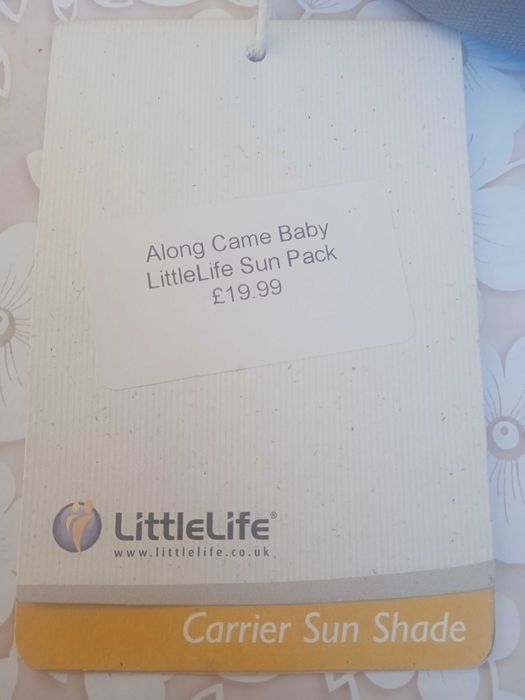 Along Came Baby
LittleLife Sun Pack
£19.99
LittleLife®
www.littlelife.co.uk
Carrier Sun Shade